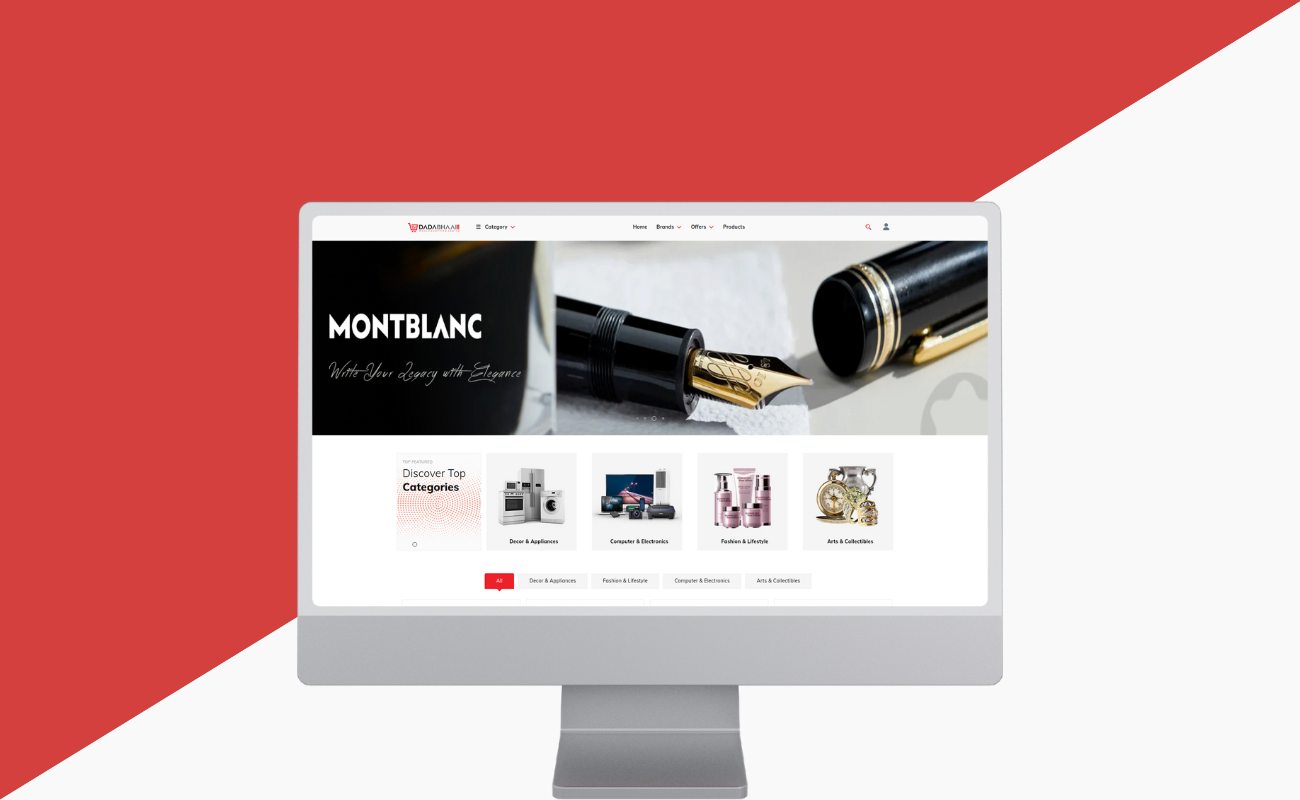 DADABHAAII
Category
Home Brands Offers Products
MONTBLANC
Write Your Legacy with Elegance
TOP FEATURED
Discover Top
Categories
Decor & Appliances
Computer & Electronics
Fashion & Lifestyle
Arts & Collectibles
All
Decor & Appliances
Fashion & Lifestyle
Computer & Electronics
Arts & Collectibles